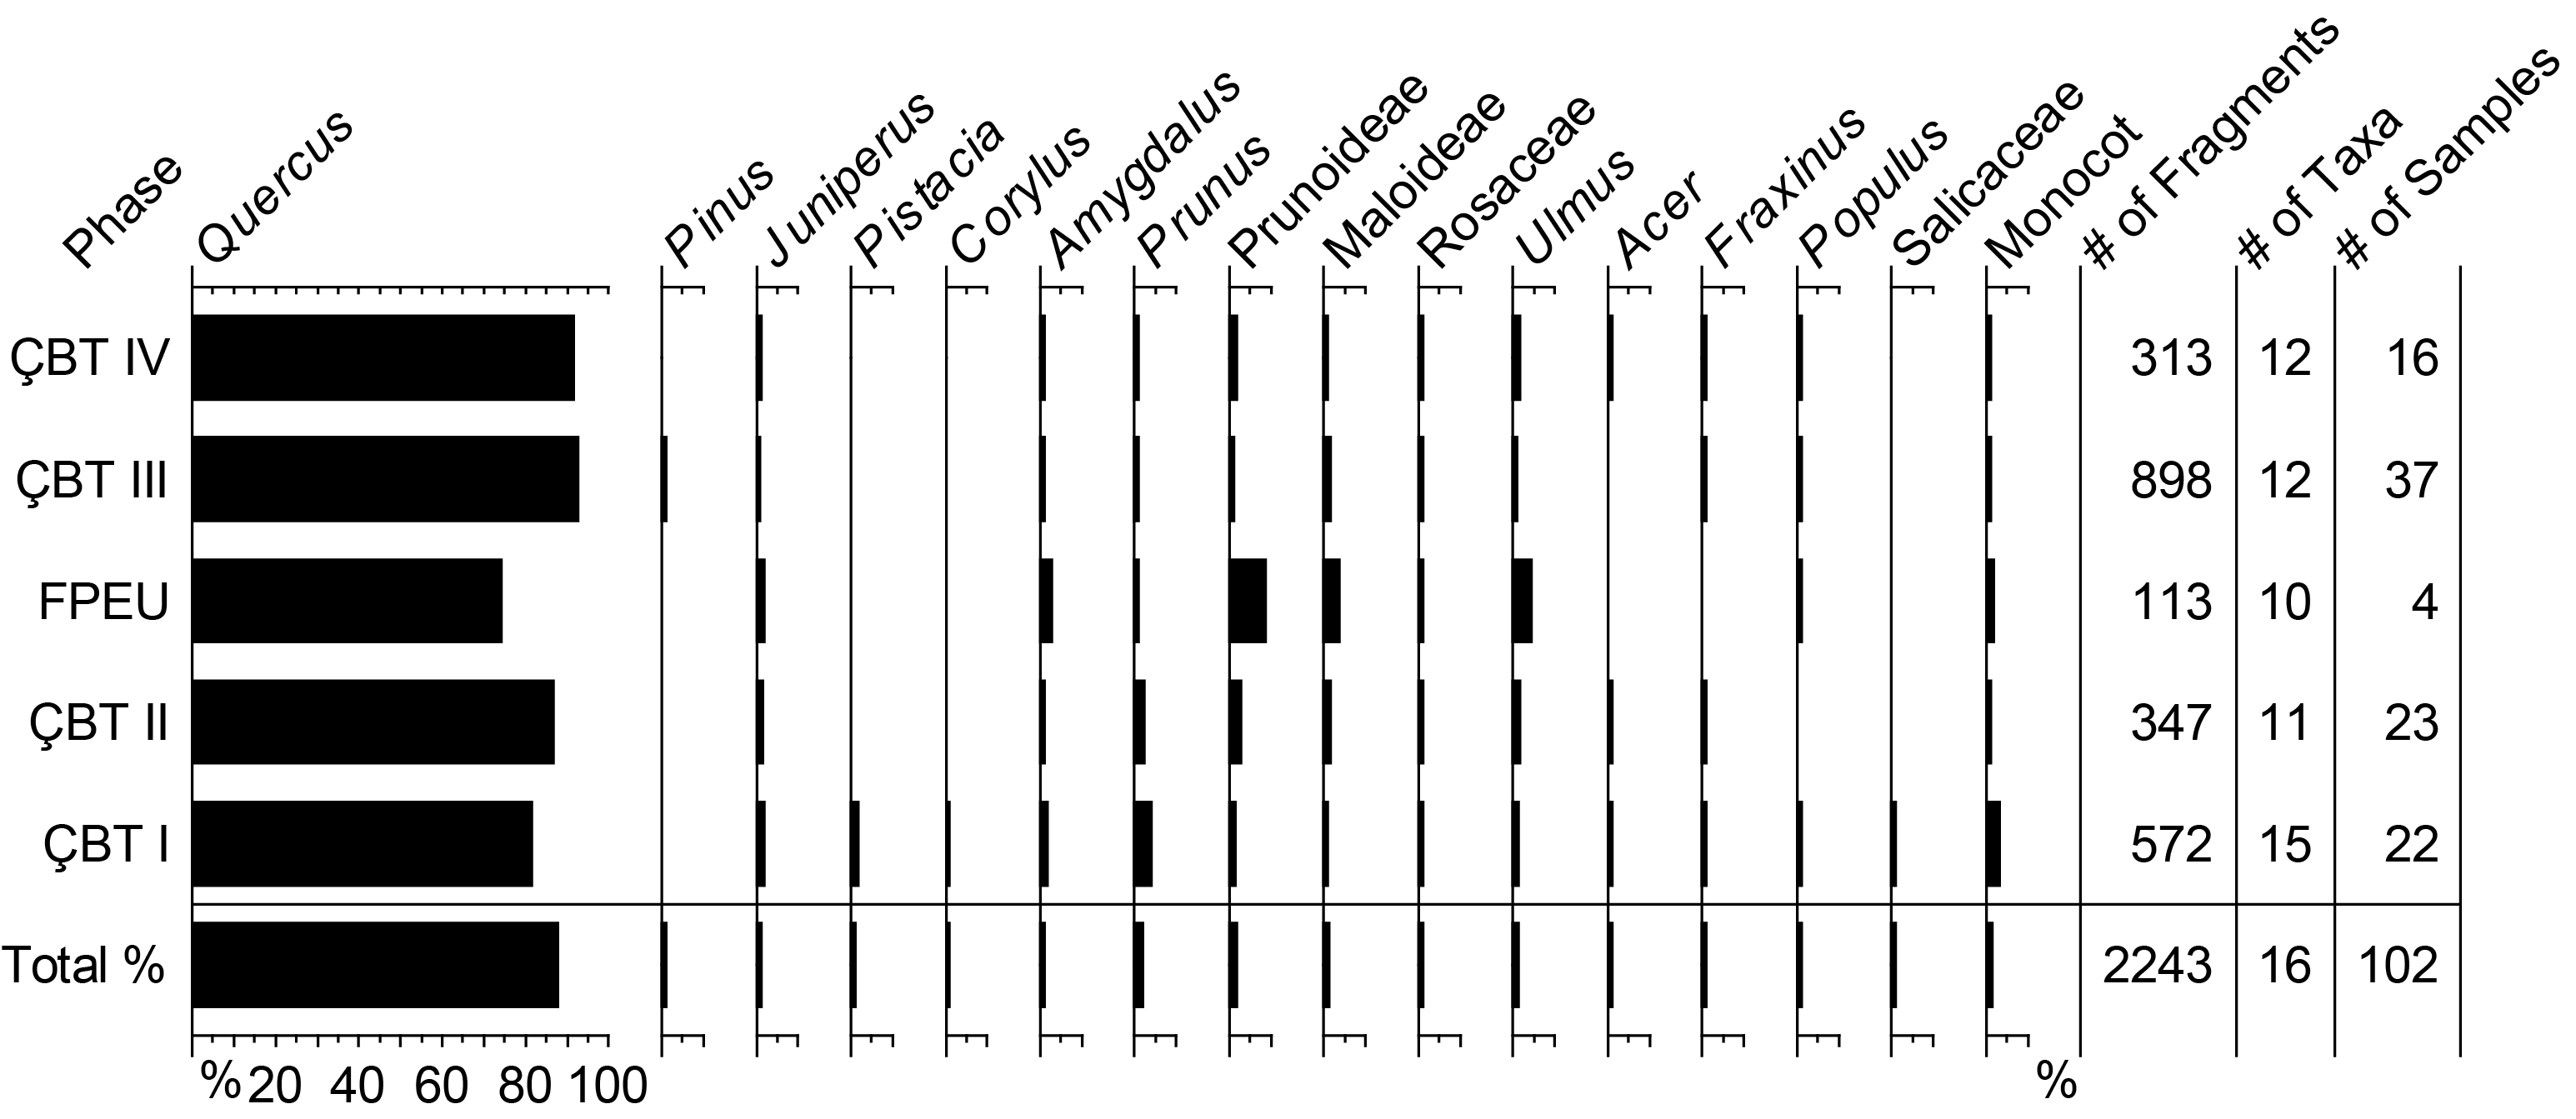 Phase Quercus Pinus Juniperus Pistacia Corylus Amygdalus Prunus Prunoideae Maloideae Rosaceae Ulmus Acer Fraxinus Populus Salicaceae Monocot # of Fragments # of Taxa # of Samples
ÇBT IV 313 12 16
ÇBT III 898 12 37
FPEU 113 10 4
ÇBT II 347 11 23
ÇBT I 572 15 22
Total % 2243 16 102
% 20 40 60 80 100 %